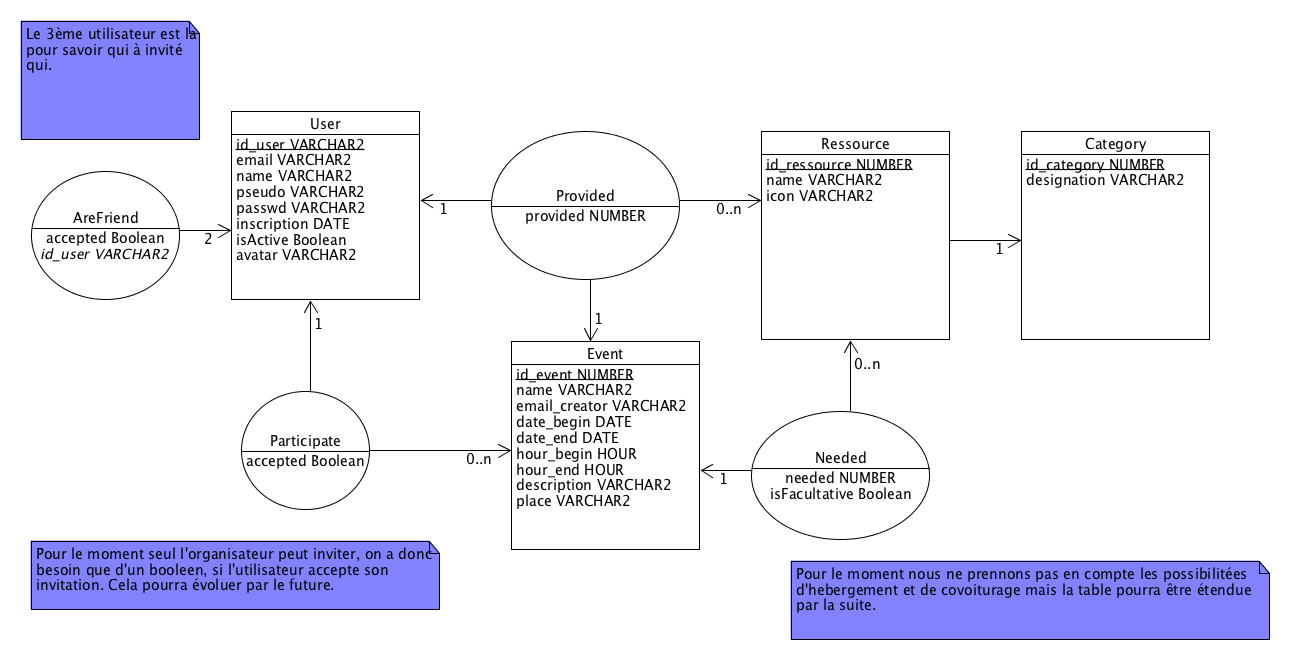 Le 3ème utilisateur est là
pour savoir qui à invité
qui.
User
id_user VARCHAR2
email VARCHAR2
name VARCHAR2
pseudo VARCHAR2
passwd VARCHAR2
inscription DATE
isActive Boolean
avatar VARCHAR2
AreFriend
accepted Boolean
id_user VARCHAR2
2
1
Provided
provided NUMBER
0..n
1
Ressource
id_ressource NUMBER
name VARCHAR2
icon VARCHAR2
1
Category
id_category NUMBER
designation VARCHAR2
1
Participate
accepted Boolean
0..n
Event
id_event NUMBER
name VARCHAR2
email_creator VARCHAR2
date_begin DATE
date_end DATE
hour_begin HOUR
hour_end HOUR
description VARCHAR2
place VARCHAR2
0..n
1
Needed
needed NUMBER
isFacultative Boolean
Pour le moment seul l'organisateur peut inviter, on a donc
besoin que d'un booleen, si l'utilisateur accepte son
invitation. Cela pourra évoluer par le future.
Pour le moment nous ne prennons pas en compte les possibilitées
d'hebergement et de covoiturage mais la table pourra être étendue
par la suite.